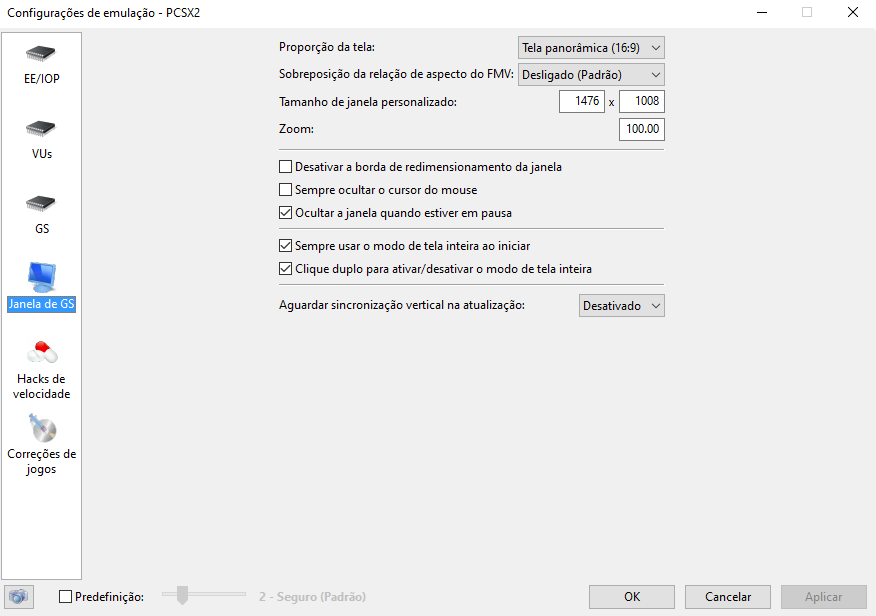 Configurações de emulação - PCSX2
EE/IOP
VUs
GS
Janela de GS
Hacks de
velocidade
Correções de
jogos
Proporção da tela:
Tela panorâmica (16:9)
Sobreposição da relação de aspecto do FMV:
Desligado (Padrão)
Tamanho de janela personalizado:
1476 x 1008
Zoom:
100.00
Desativar a borda de redimensionamento da janela
Sempre ocultar o cursor do mouse
Ocultar a janela quando estiver em pausa
Sempre usar o modo de tela inteira ao iniciar
Clique duplo para ativar/desativar o modo de tela inteira
Aguardar sincronização vertical na atualização:
Desativado
Predefinição:
2 - Seguro (Padrão)
OK
Cancelar
Aplicar